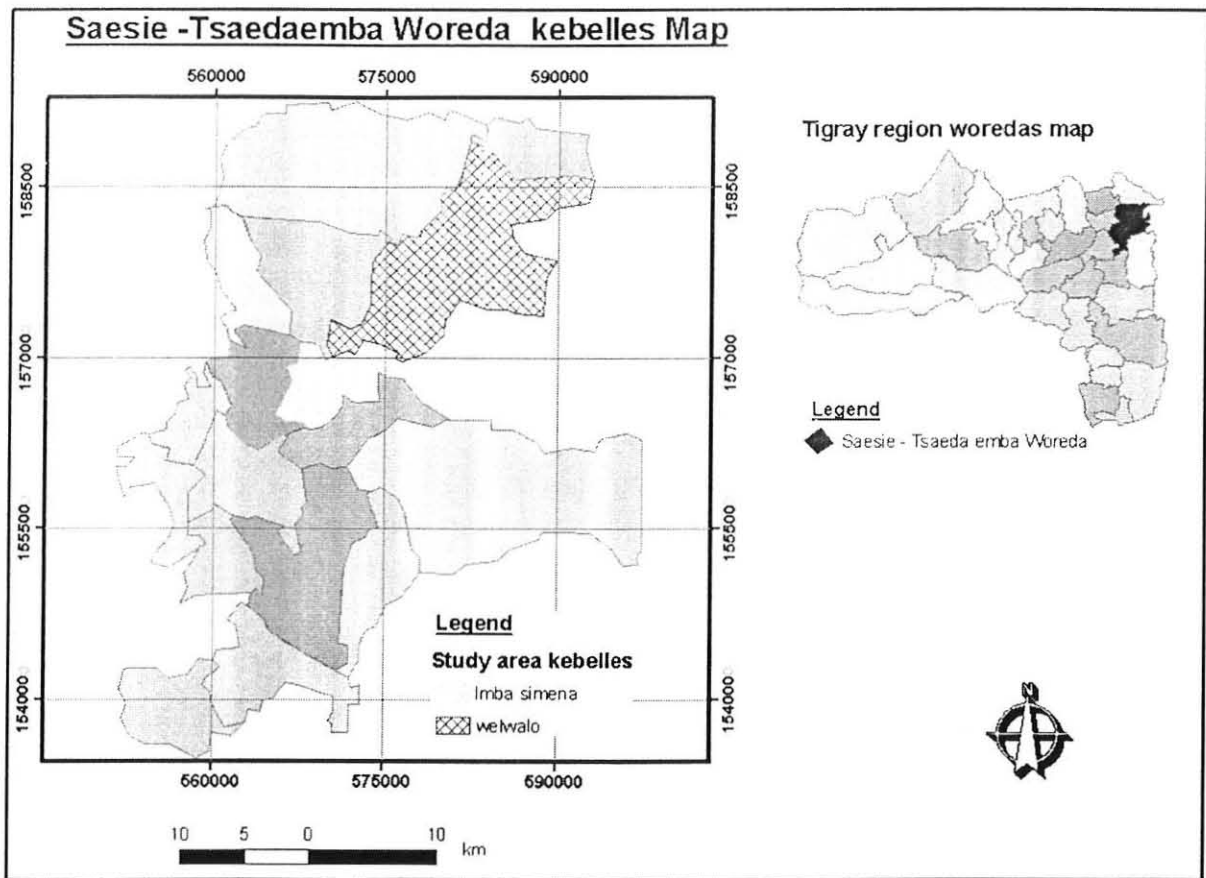 Saesie -Tsaedaemba Woreda kebelles Map
560000 575000 590000
158500 158500
157000 157000
155500 155500
154000 154000
560000 575000 590000
Legend
Study area kebelles
Imba simena
welwalo
10 5 0 10
km
Tigray region woredas map
Legend
Saesie - Tsaeda emba Woreda
N